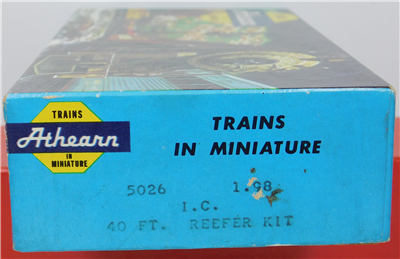 TRAINS
Athearn
IN
MINIATURE
TRAINS
IN MINIATURE
5026 1.98
I.C.
40 FT. REEFER KIT